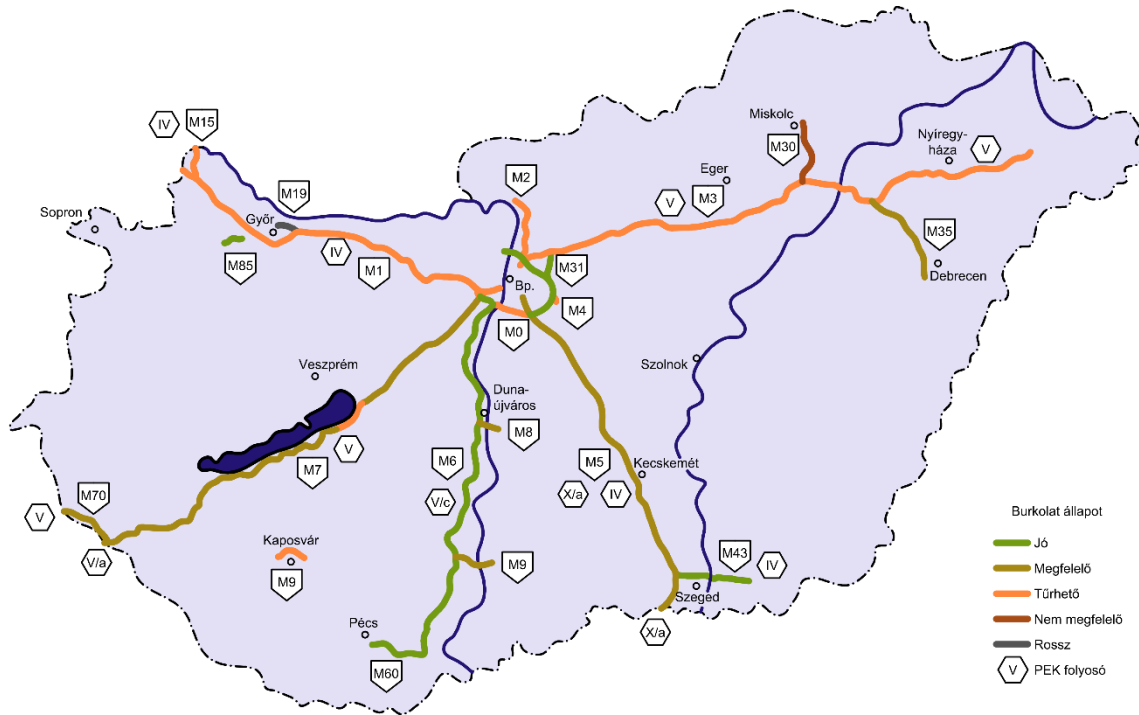 IV
M15
Sopron
M19
Győr
M85
IV
M1
M2
Miskolc
M30
Eger
V
M3
Nyíregy-
háza
V
M35
Debrecen
M31
Bp.
M4
M0
Szolnok
Veszprém
Duna-
újváros
M8
V
M7
M6
V/c
M5
X/a
IV
Kecskemét
V
M70
V/a
Kaposvár
M9
M9
M43
IV
Szeged
X/a
Pécs
M60
Burkolat állapot
Jó
Megfelelő
Tűrhető
Nem megfelelő
Rossz
V
PEK folyosó